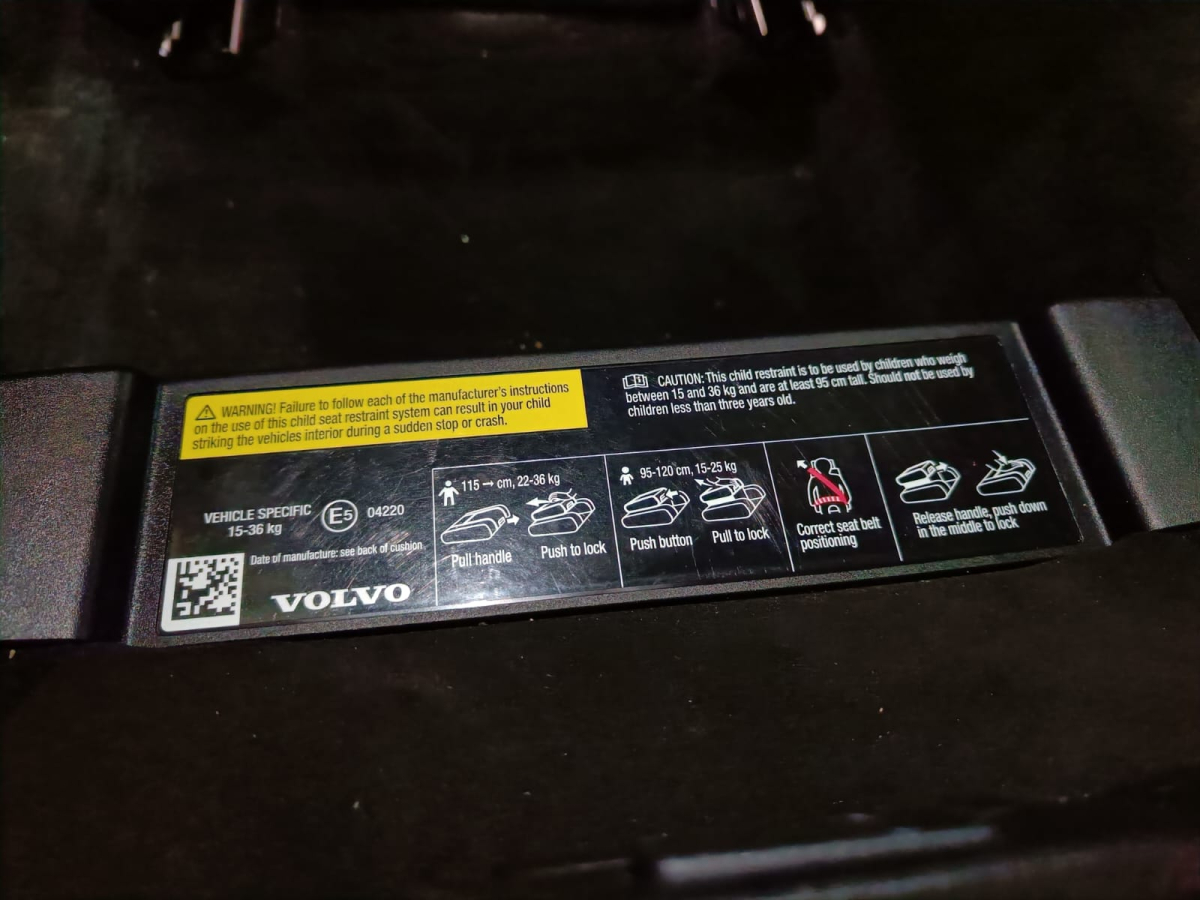 WARNING! Failure to follow each of the manufacturer's instructions
on the use of this child seat restraint system can result in your child
striking the vehicles interior during a sudden stop or crash.
CAUTION: This child restraint is to be used by children who weigh
between 15 and 36 kg and are at least 95 cm tall. Should not be used by
children less than three years old.
VEHICLE SPECIFIC
15-36 kg
E5
04220
Date of manufacture: see back of cushion
VOLVO
115 → cm, 22-36 kg
Pull handle
Push to lock
95-120 cm, 15-25 kg
Push button
Pull to lock
Correct seat belt
positioning
Release handle, push down
in the middle to lock